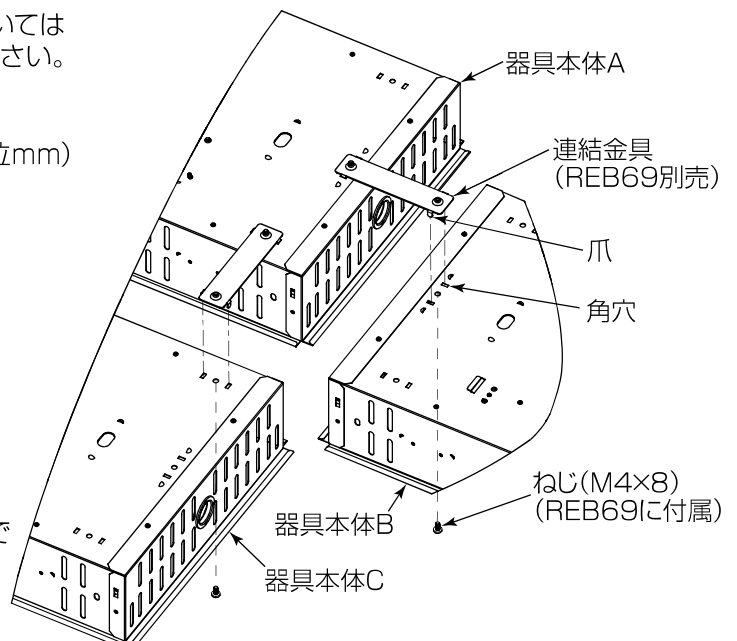 いては
さい。
位mm)
で
器具本体A
連結金具
(REB69別売)
爪
角穴
ねじ(M4×8)
(REB69に付属)
器具本体B
器具本体C